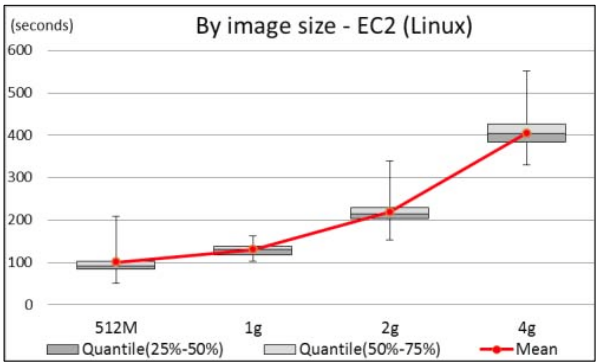 (seconds)
By image size - EC2 (Linux)
600
500
400
300
200
100
0
512M 1g 2g 4g
Quantile(25%-50%) Quantile(50%-75%) Mean